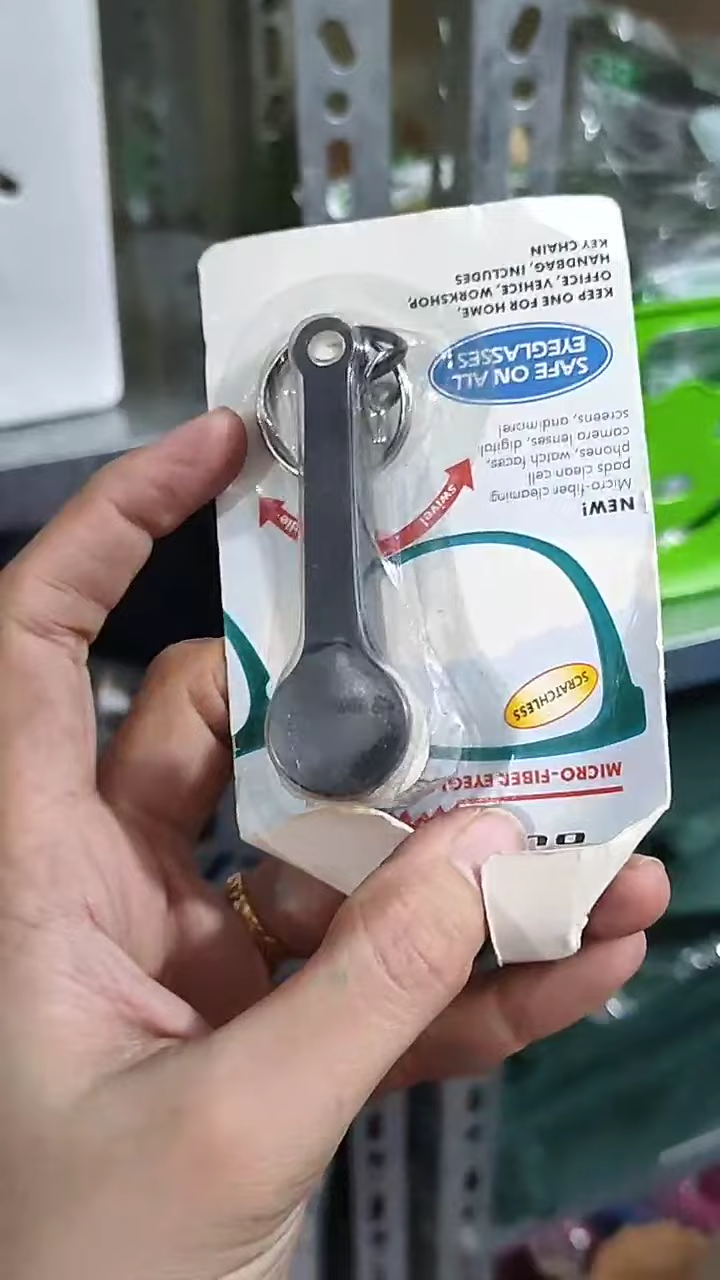 MICRO-FIBER EYEGL
SCRATCHLESS
NEW!
Micro-fiber cleaning
pads clean cell
phones, watch faces,
camera lenses, digital
screens, and more!
swivel
SAFE ON ALL
EYEGLASSES!
KEEP ONE FOR HOME,
OFFICE, VEHICE, WORKSHOP,
HANDBAG, INCLUDES
KEY CHAIN